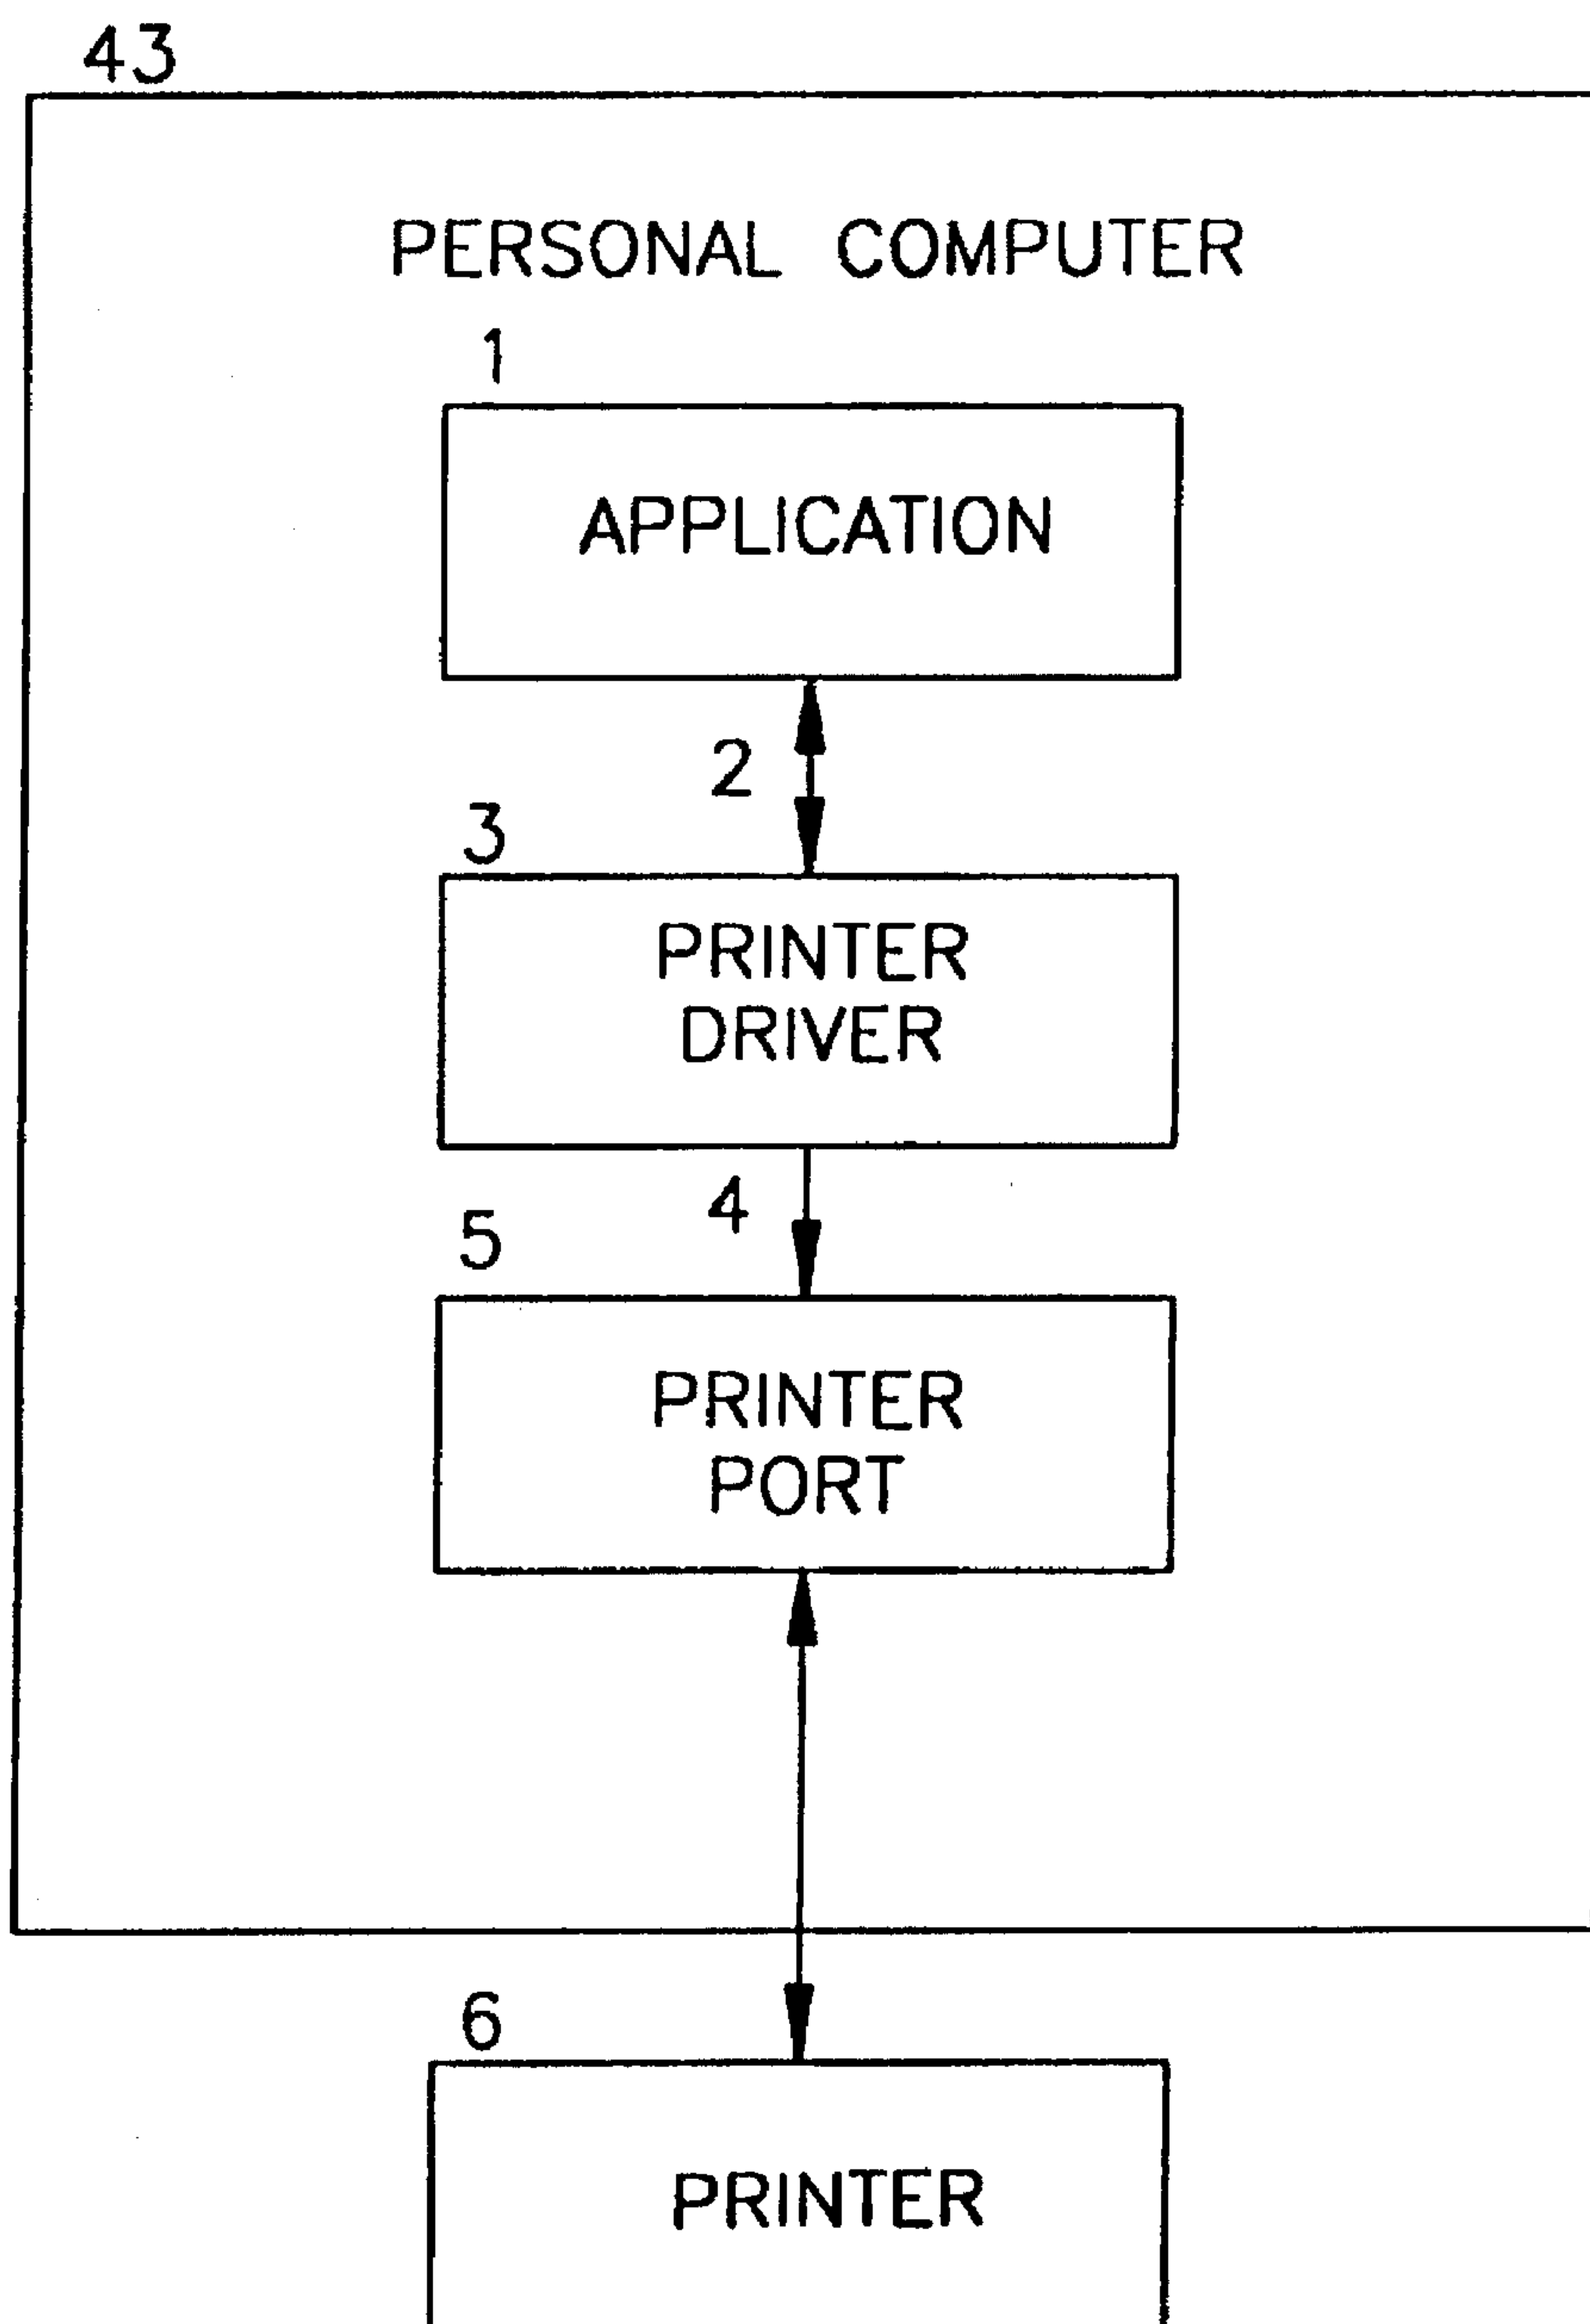 43
PERSONAL COMPUTER
1
APPLICATION
2
3
PRINTER
DRIVER
4
5
PRINTER
PORT
6
PRINTER